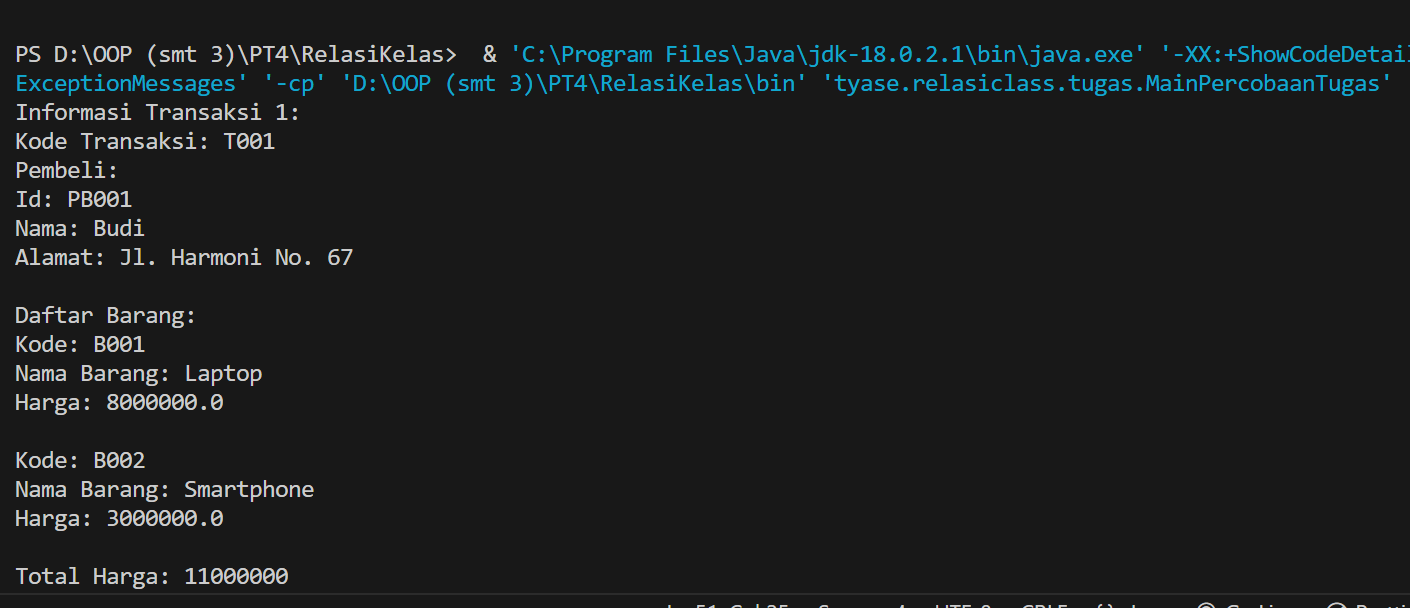 PS D:\OOP (smt 3)\PT4\RelasiKelas>  & 'C:\Program Files\Java\jdk-18.0.2.1\bin\java.exe' '-XX:+ShowCodeDetail
ExceptionMessages' '-cp' 'D:\OOP (smt 3)\PT4\RelasiKelas\bin' 'tyase.relasiclass.tugas.MainPercobaanTugas'
Informasi Transaksi 1:
Kode Transaksi: T001
Pembeli:
Id: PB001
Nama: Budi
Alamat: Jl. Harmoni No. 67
Daftar Barang:
Kode: B001
Nama Barang: Laptop
Harga: 8000000.0
Kode: B002
Nama Barang: Smartphone
Harga: 3000000.0
Total Harga: 11000000